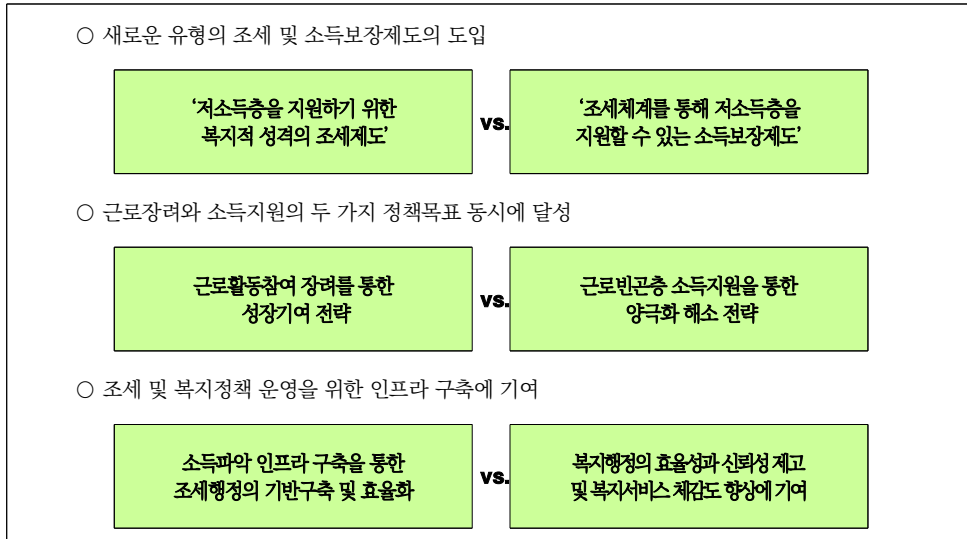 ○ 새로운 유형의 조세 및 소득보장제도의 도입
‘저소득층을 지원하기 위한
복지적 성격의 조세제도’
vs.
‘조세체계를 통해 저소득층을
지원할 수 있는 소득보장제도’
○ 근로장려와 소득지원의 두 가지 정책목표 동시에 달성
근로활동참여 장려를 통한
성장기여 전략
vs.
근로빈곤층 소득지원을 통한
양극화 해소 전략
○ 조세 및 복지정책 운영을 위한 인프라 구축에 기여
소득파악 인프라 구축을 통한
조세행정의 기반구축 및 효율화
vs.
복지행정의 효율성과 신뢰성 제고
및 복지서비스 체감도 향상에 기여